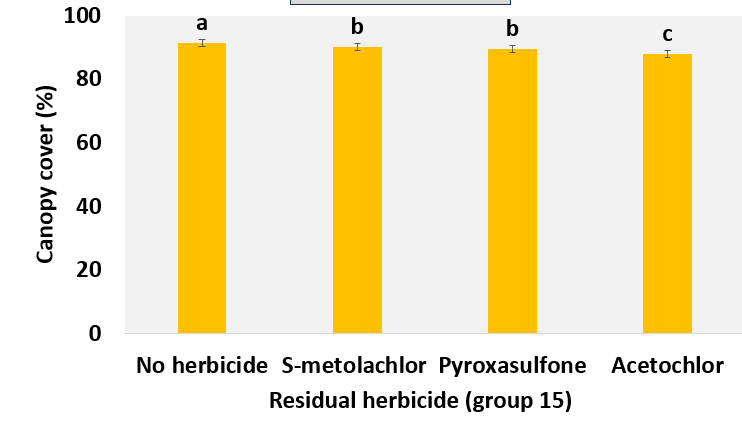 100
80
60
40
20
0
Canopy cover (%)
a
b
b
c
No herbicide
S-metolachlor
Pyroxasulfone
Acetochlor
Residual herbicide (group 15)